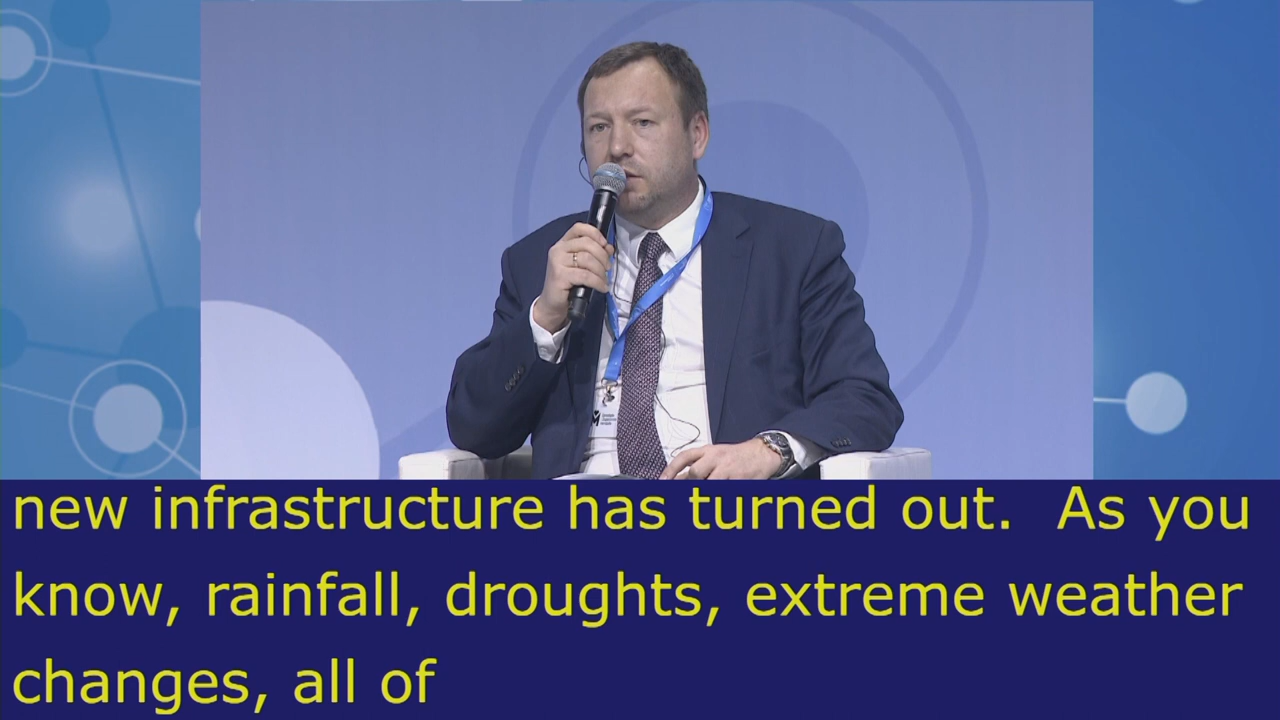 new infrastructure has turned out.  As you
know, rainfall, droughts, extreme weather
changes, all of